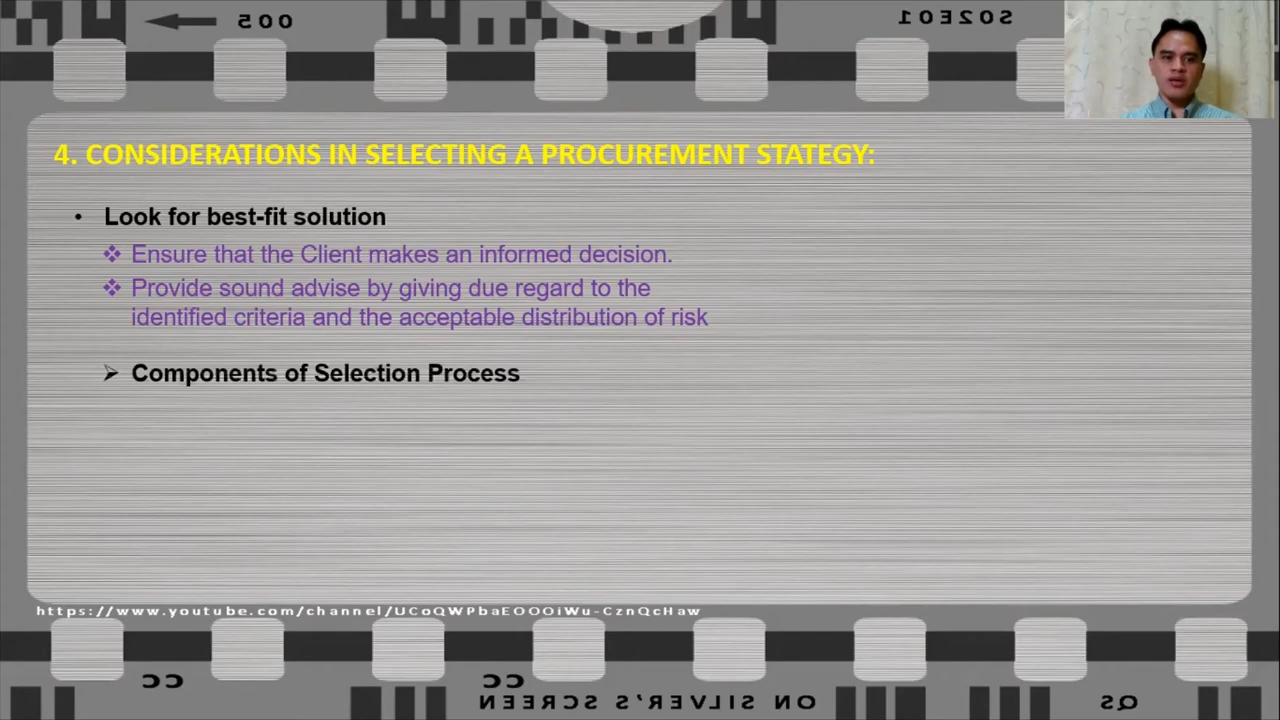 005
S02E01
4. CONSIDERATIONS IN SELECTING A PROCUREMENT STATEGY:
• Look for best-fit solution
❖ Ensure that the Client makes an informed decision.
❖ Provide sound advise by giving due regard to the
identified criteria and the acceptable distribution of risk
➢ Components of Selection Process
https://www.youtube.com/channel/UCoQWPbaEOOOiWu-CznQcHaw
CC
CC
ON SILVER'S SCREEN
QS